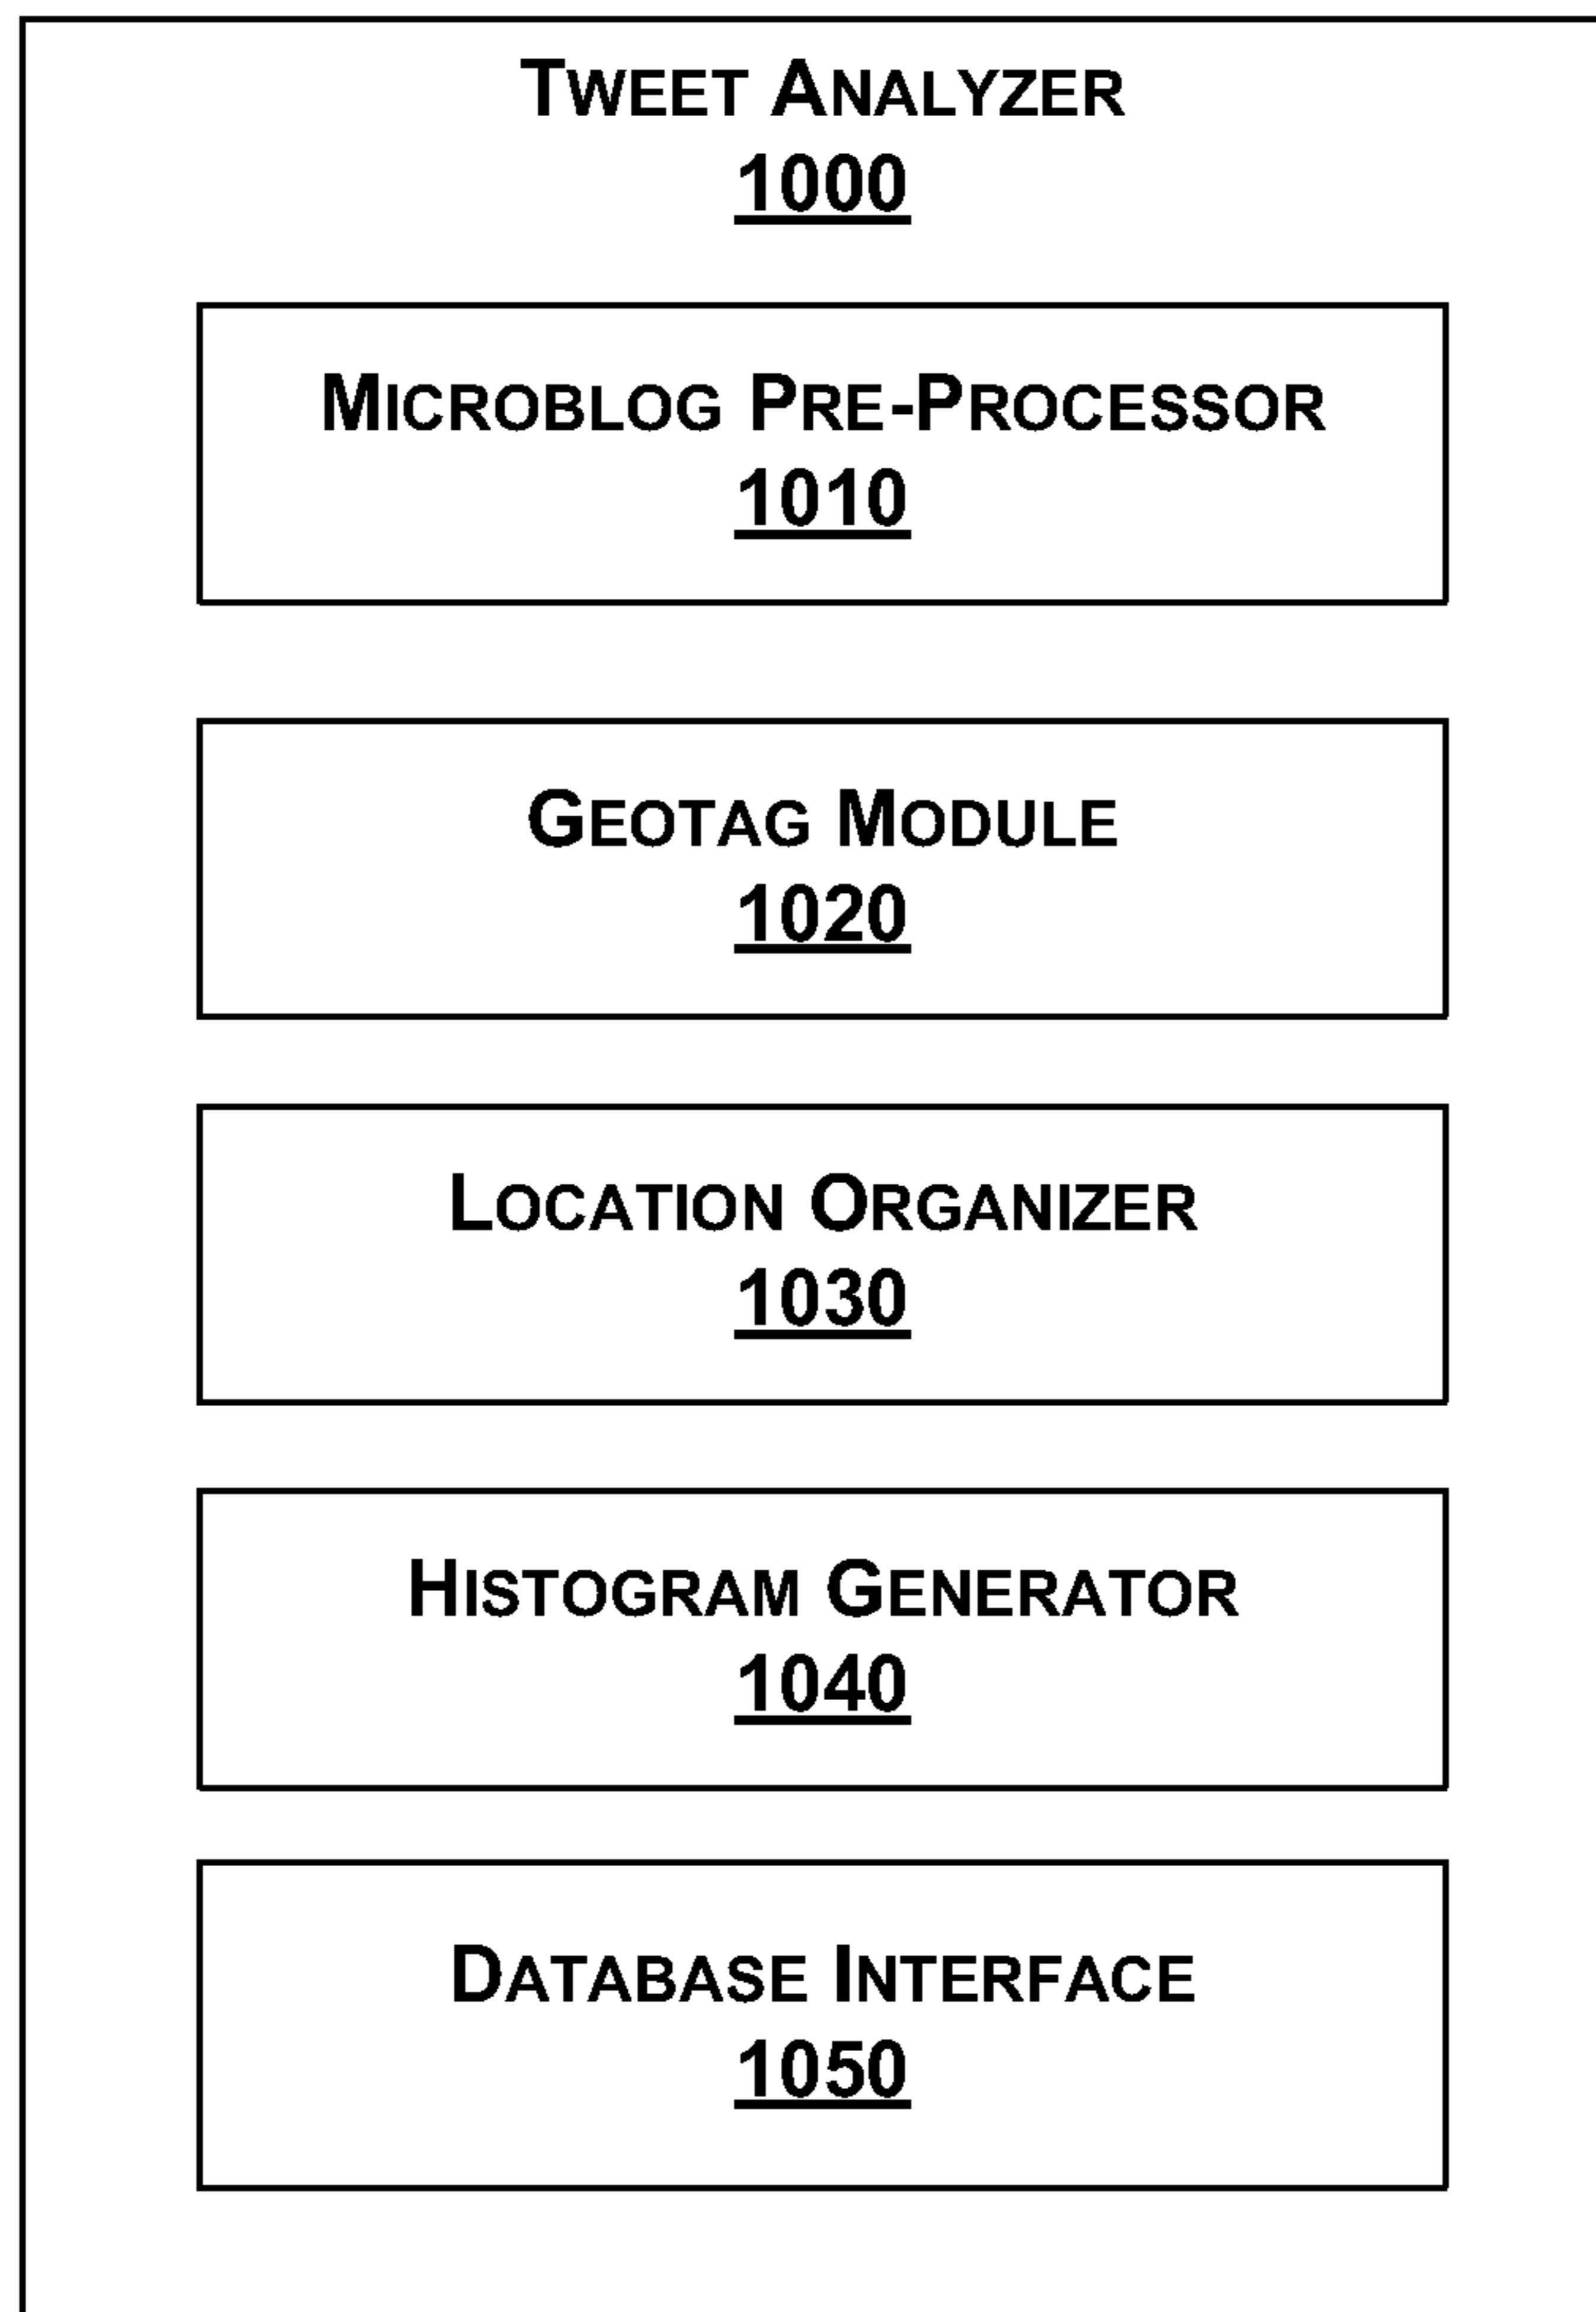 TWEET ANALYZER
1000
MICROBLOG PRE-PROCESSOR
1010
GEOTAG MODULE
1020
LOCATION ORGANIZER
1030
HISTOGRAM GENERATOR
1040
DATABASE INTERFACE
1050